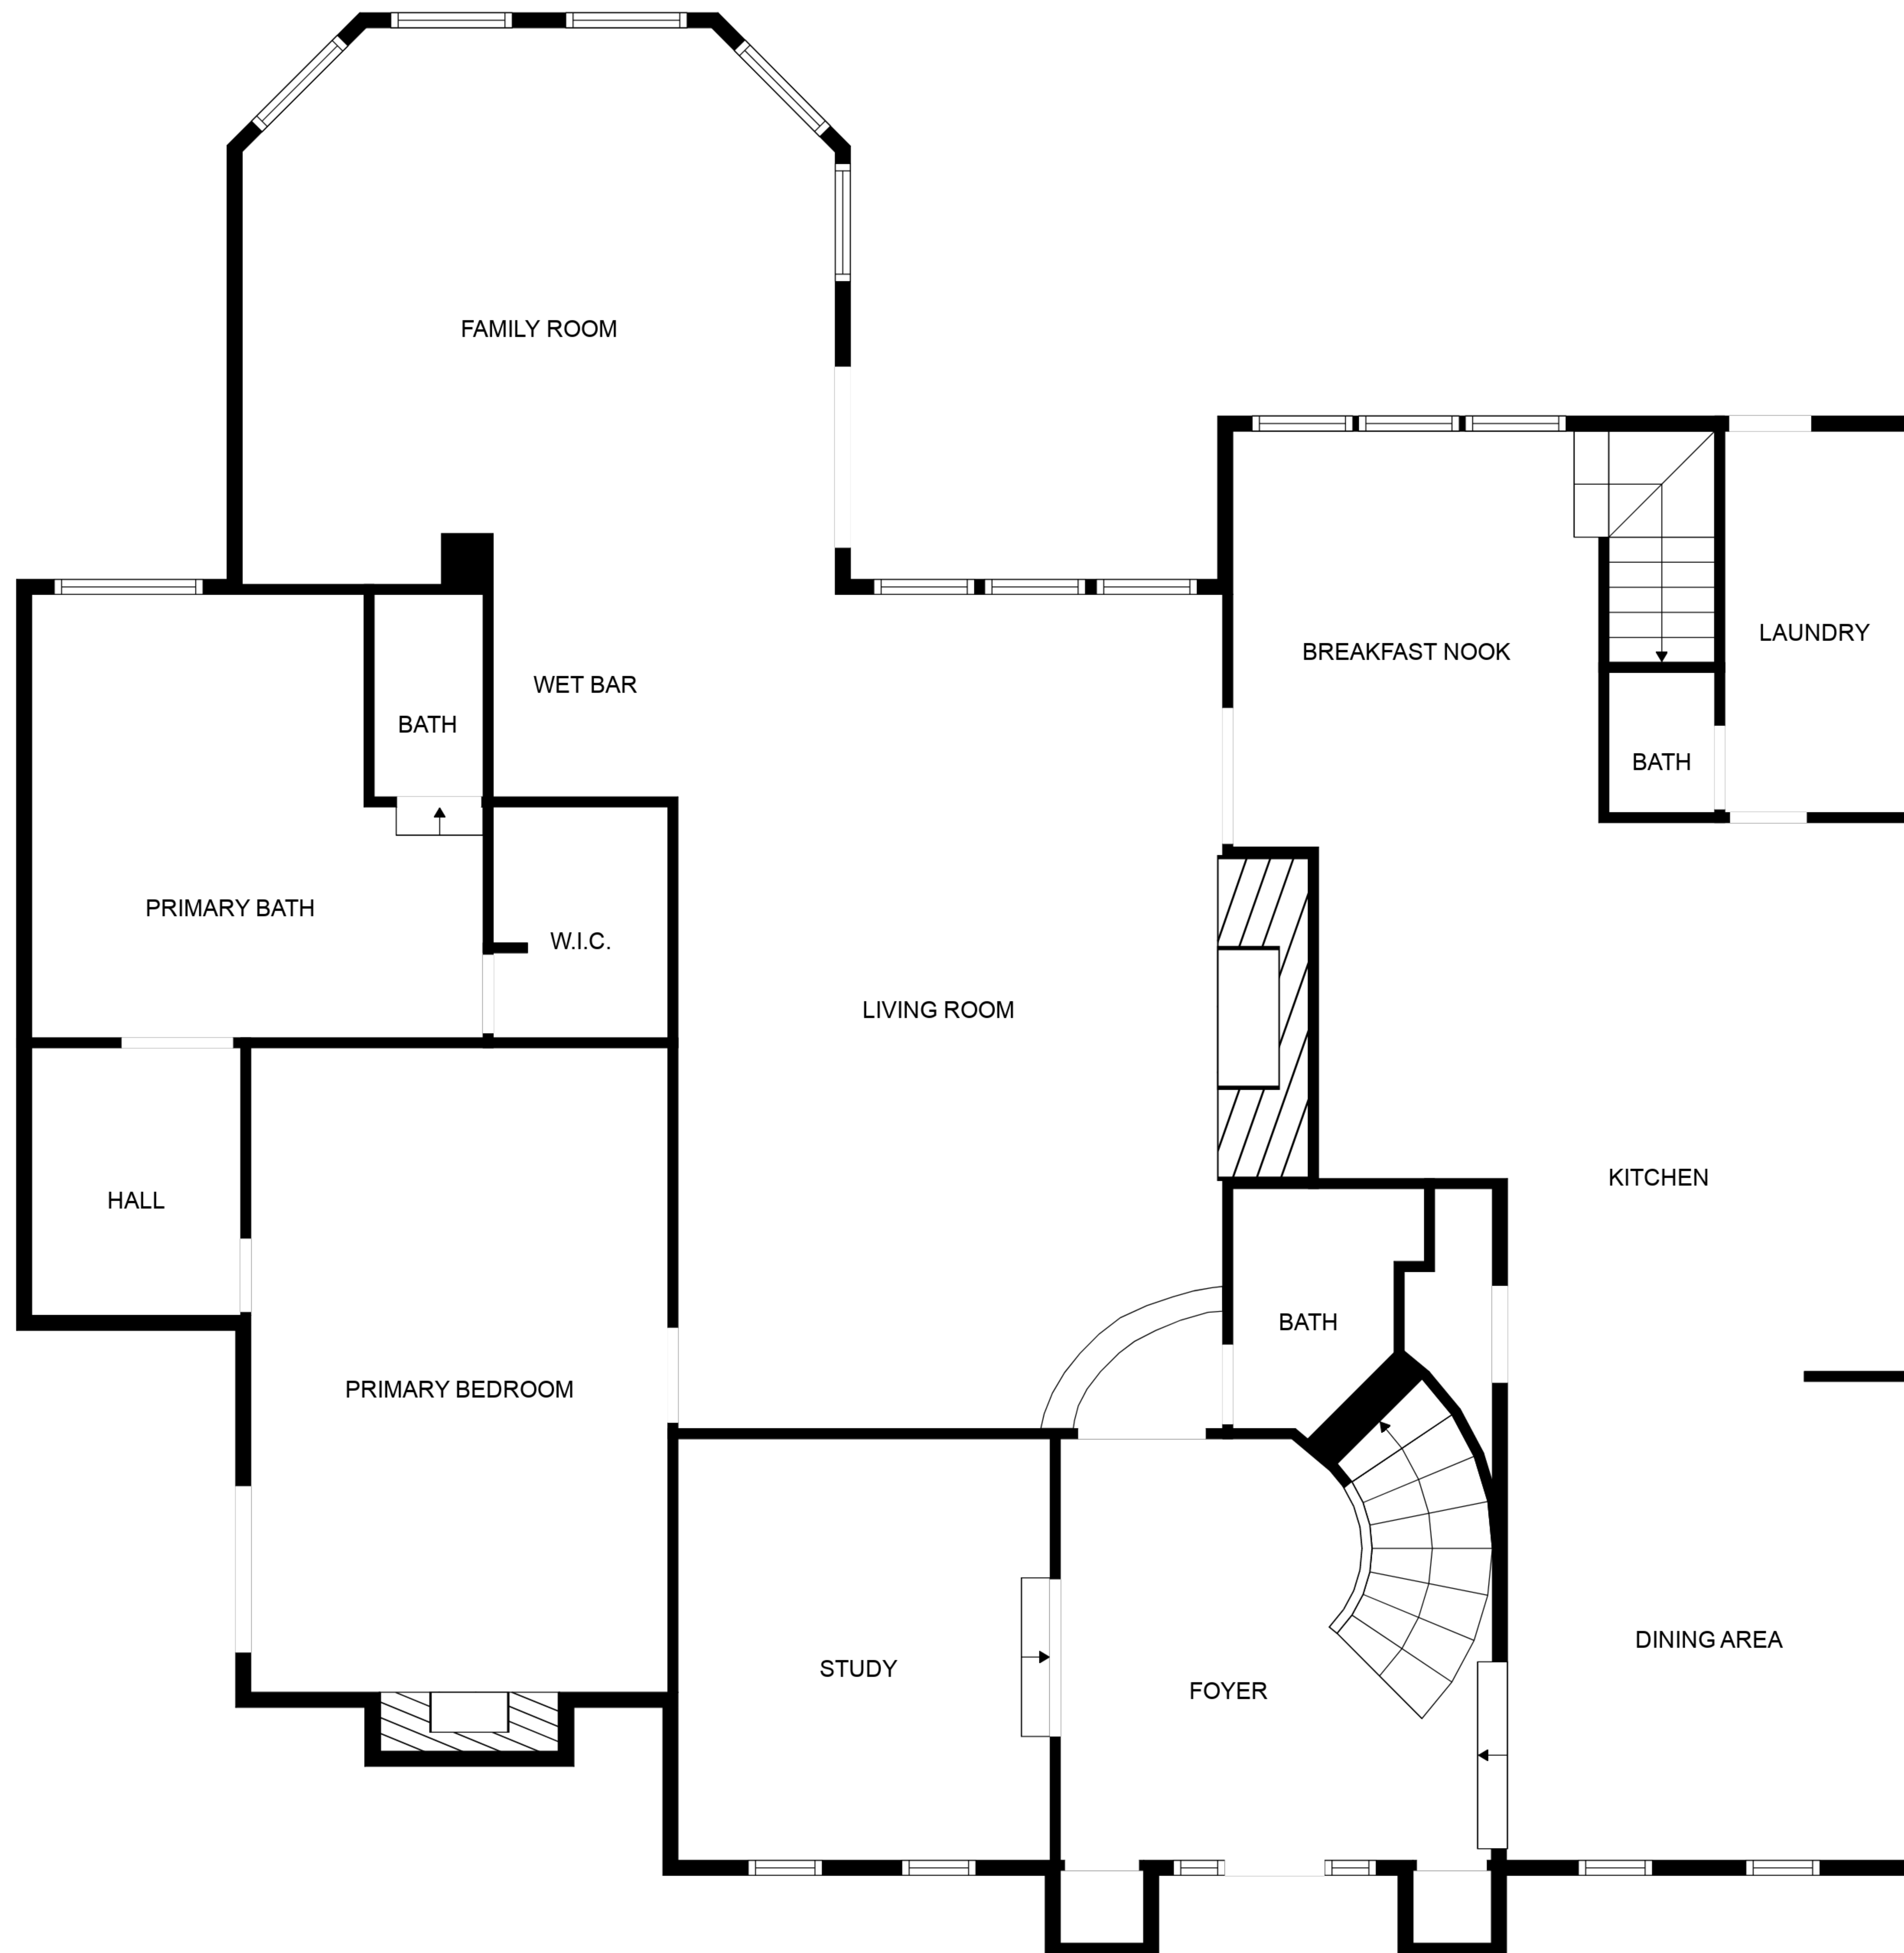 FAMILY ROOM
LAUNDRY
BREAKFAST NOOK
WET BAR
BATH
BATH
PRIMARY BATH
W.I.C.
LIVING ROOM
KITCHEN
HALL
BATH
PRIMARY BEDROOM
DINING AREA
STUDY
FOYER